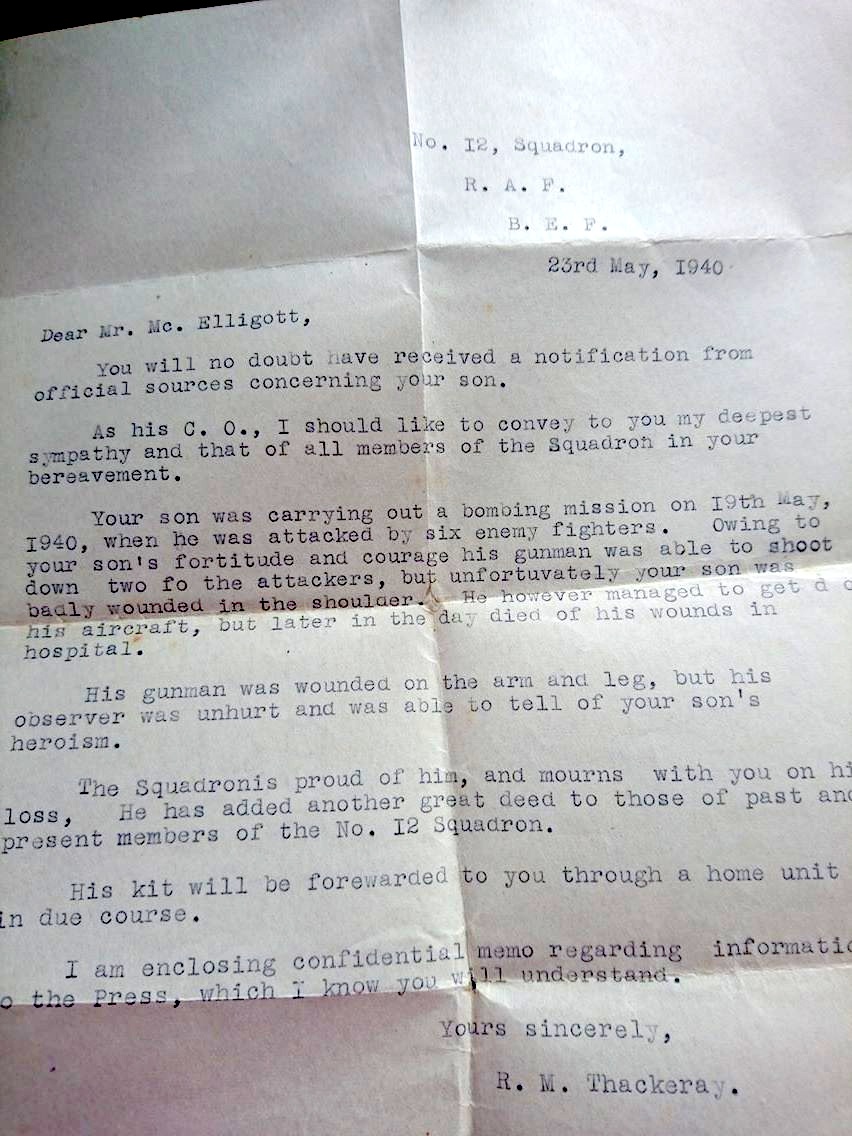 No. I2, Squadron,
R. A. F.
B. E. F.
23rd May, I940
Dear Mr. Mc. Elligott,
You will no doubt have received a notification from
official sources concerning your son.
As his C. O., I should like to convey to you my deepest
sympathy and that of all members of the Squadron in your
bereavement.
Your son was carrying out a bombing mission on I9th May,
I940, when he was attacked by six enemy fighters. Owing to
your son's fortitude and courage his gunman was able to shoot
down two fo the attackers, but unfortuvately your son was
badly wounded in the shoulder. He however managed to get d o
his aircraft, but later in the day died of his wounds in
hospital.
His gunman was wounded on the arm and leg, but his
observer was unhurt and was able to tell of your son's
heroism.
The Squadronis proud of him, and mourns with you on hi
loss, He has added another great deed to those of past and
present members of the No. I2 Squadron.
His kit will be forewarded to you through a home unit
in due course.
I am enclosing confidential memo regarding informatio
o the Press, which I know you will understand.
Yours sincerely,
R. M. Thackeray.